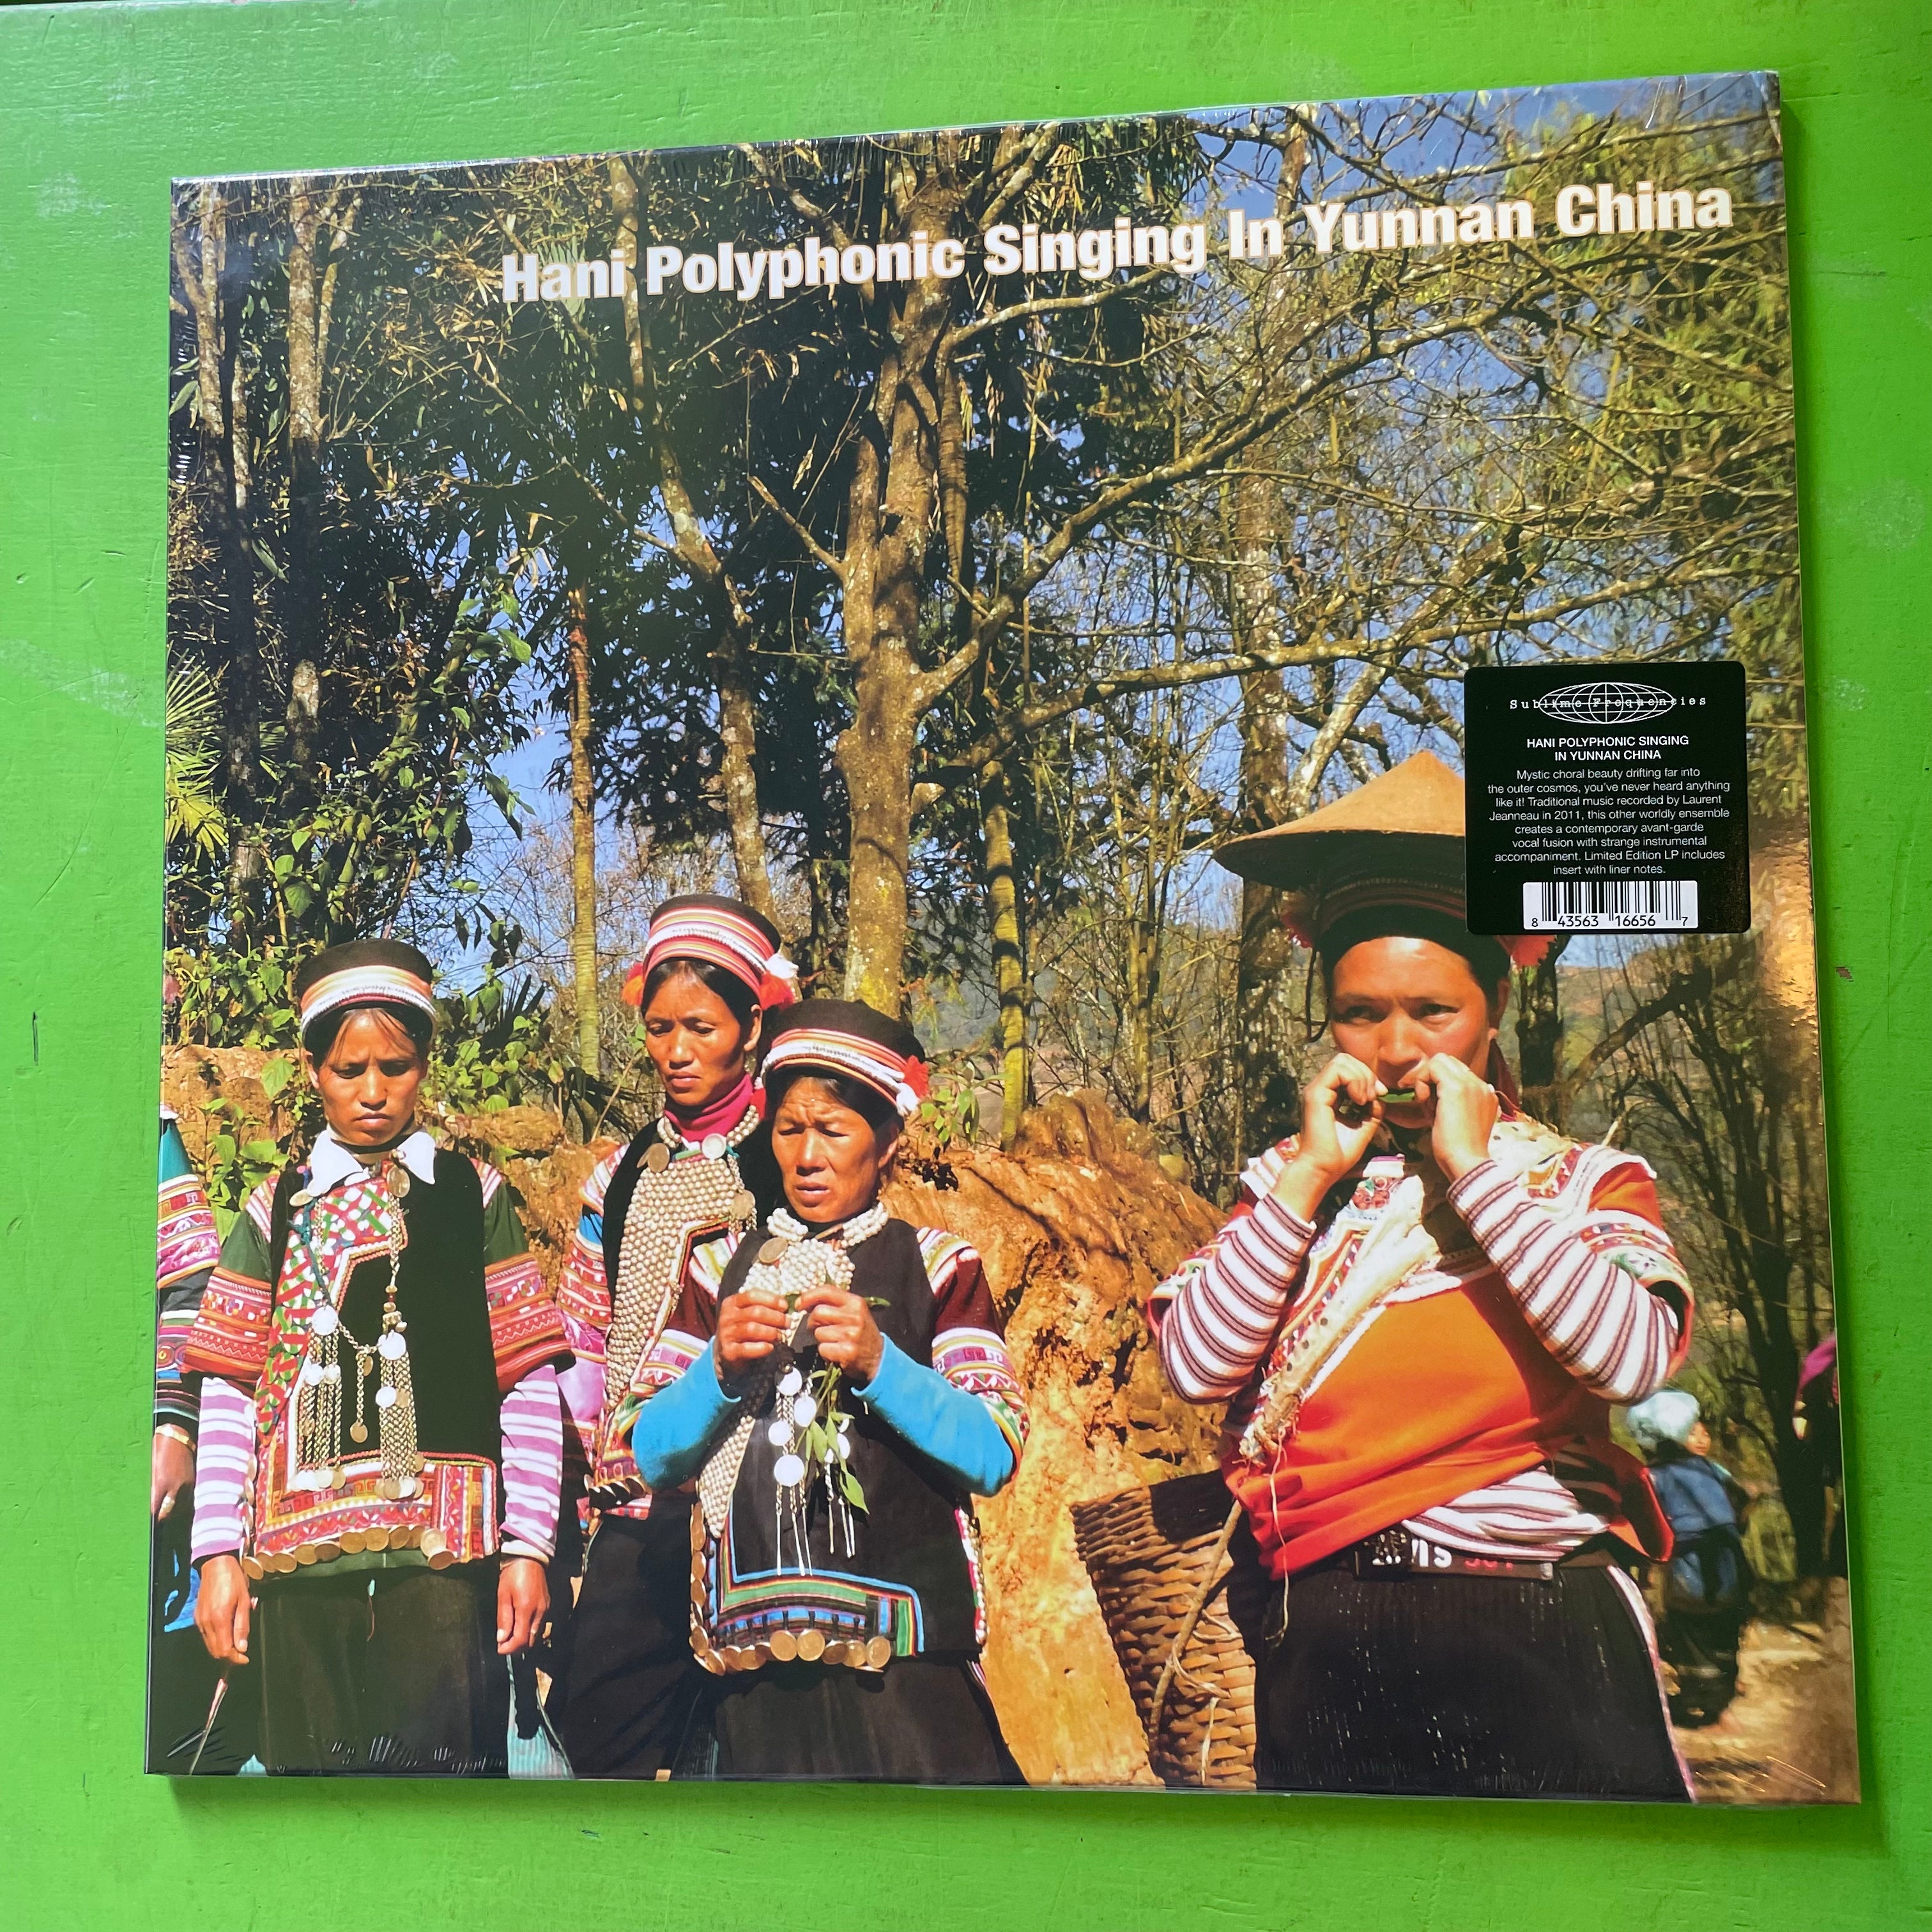 Hani Polyphonic Singing In Yunnan China
Sublime Frequencies
HANI POLYPHONIC SINGING
IN YUNNAN CHINA
Mystic choral beauty drifting far into
the outer cosmos, you've never heard anything
like it! Traditional music recorded by Laurent
Jeanneau in 2011, this other worldly ensemble
creates a contemporary avant-garde
vocal fusion with strange instrumental
accompaniment. Limited Edition LP includes
insert with liner notes.
8 43563 16656 7